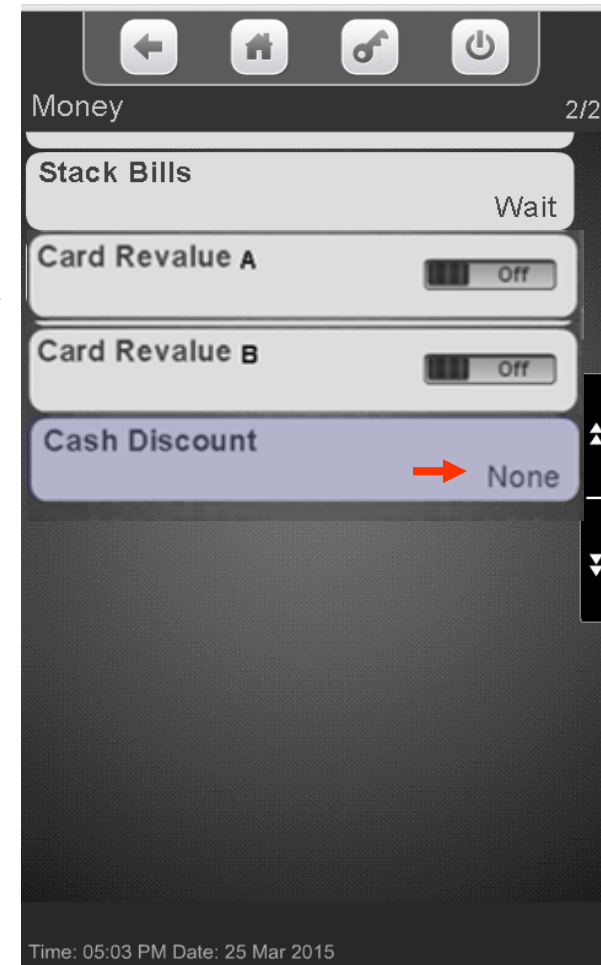 Money 2/2
Stack Bills
Wait
Card Revalue A
Off
Card Revalue B
Off
Cash Discount
None
Time: 05:03 PM Date: 25 Mar 2015